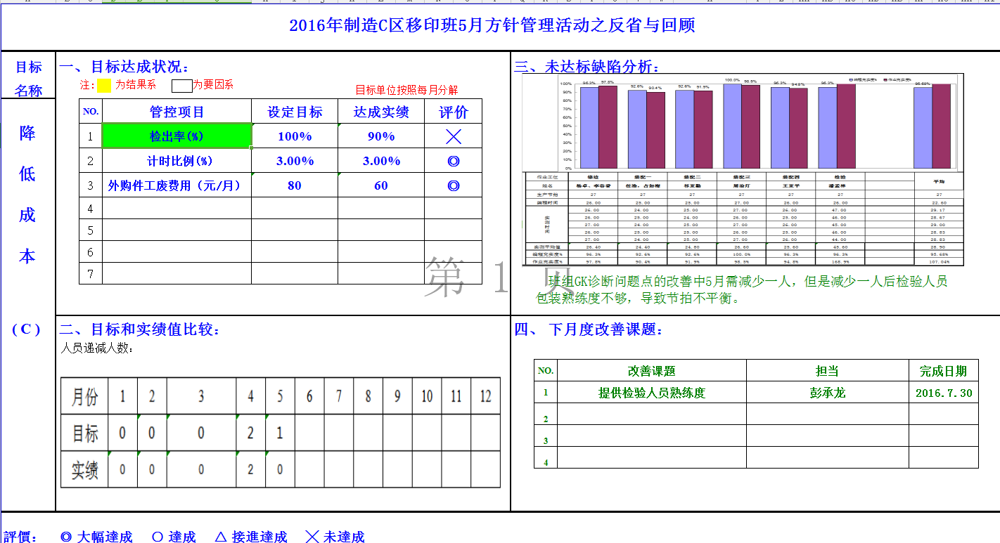 2016年制造C区移印班5月方针管理活动之反省与回顾
目标
名称
降
低
成
本
(C)
一、目标达成状况：
注： 为结果系 为要因系
目标单位按照每月分解
NO. 管控项目 设定目标 达成实绩 评价
1 检出率(%) 100% 90% ╳
2 计时比例(%) 3.00% 3.00% ◎
3 外购件工废费用（元/月） 80 60 ◎
4
5
6
7
第 1 页
二、目标和实绩值比较：
人员递减人数：
月份 1 2 3 4 5 6 7 8 9 10 11 12
目标 0 0 0 2 1
实绩 0 0 0 2 0
三、未达标缺陷分析：
编程充实度% 作业充实度%
100%
90%
80%
70%
60%
50%
40%
30%
20%
10%
0%
96.3% 97.8% 92.6% 90.4% 92.6% 91.9% 100.0% 98.5% 96.3% 94.8% 96.3% 95.68%
作业工位 修边 装配一 装配二 装配三 装配四 检验 平均
姓名
生产节拍 27 27 27 27 27 27 27
编程时间 26.00 25.00 25.00 27.00 26.00 26.00 22.60
实测时间
26.00 24.00 25.00 27.00 26.00 47.00 29.17
26.00 25.00 24.00 26.00 25.00 46.00 28.67
27.00 24.00 25.00 27.00 26.00 45.00 29.00
26.00 25.00 25.00 26.00 25.00 46.00 28.83
27.00 24.00 25.00 27.00 26.00 44.00 28.83
实测平均值 26.40 24.40 24.80 26.60 25.60 45.60 28.90
编程充实度% 96.3% 92.6% 92.6% 100.0% 96.3% 96.3% 95.68%
作业充实度% 97.8% 90.4% 91.9% 98.5% 94.8% 168.9% 107.04%
班组GK诊断问题点的改善中5月需减少一人，但是减少一人后检验人员
包装熟练度不够，导致节拍不平衡。
四、 下月度改善课题：
NO. 改善课题 担当 完成日期
1 提供检验人员熟练度 彭承龙 2016.7.30
2
3
4
評價： ◎ 大幅達成 〇 達成 △ 接進達成 ╳ 未達成